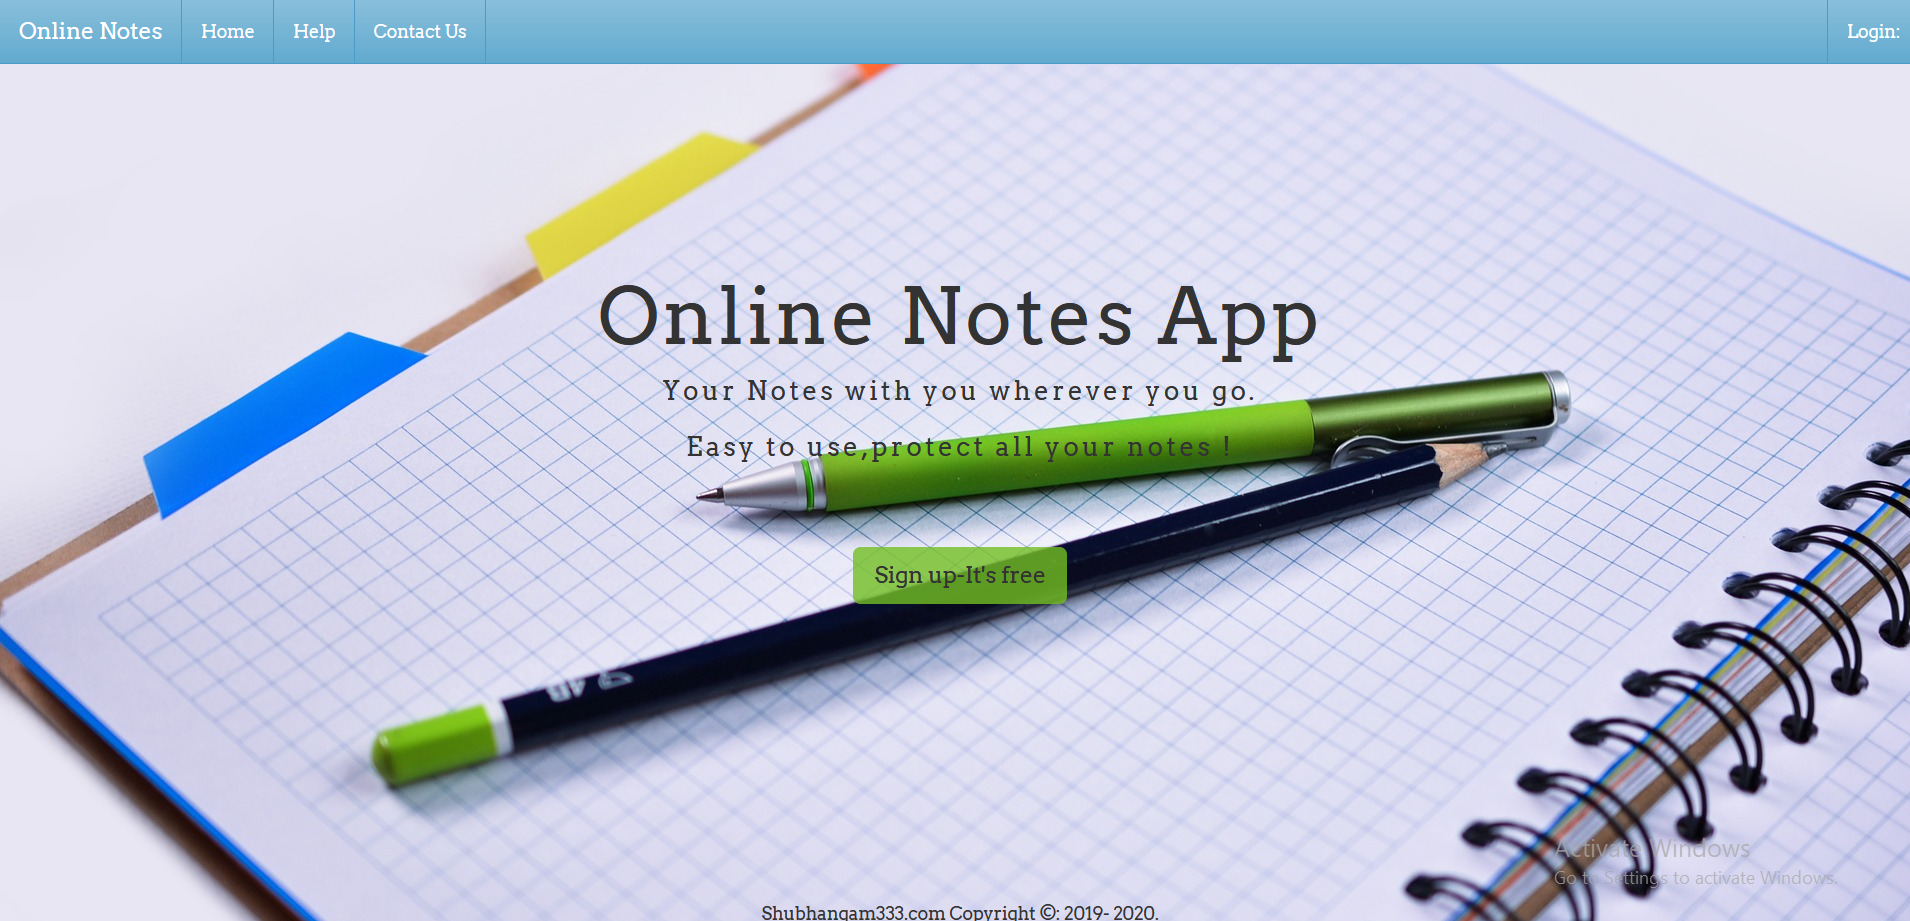 Online Notes Home Help Contact Us Login:
Online Notes App
Your Notes with you wherever you go.
Easy to use,protect all your notes !
Sign up-It's free
4B
Activate Windows
Go to Settings to activate Windows.
Shubhangam333.com Copyright ©: 2019- 2020.